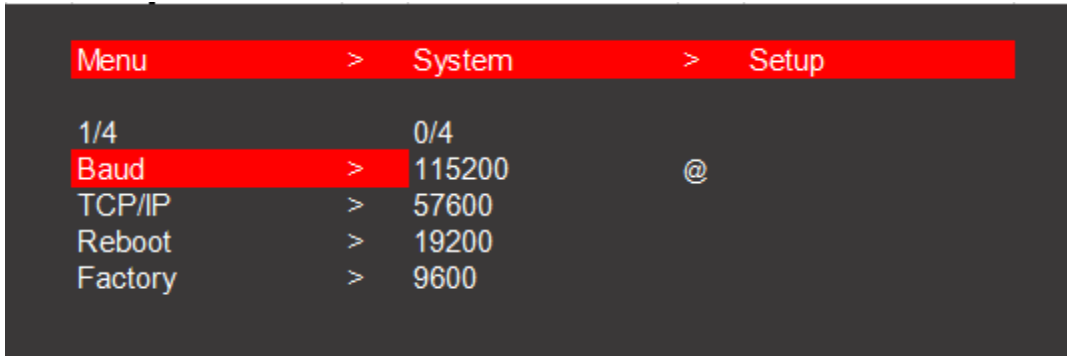 Menu > System > Setup
1/4 0/4
Baud > 115200 @
TCP/IP > 57600
Reboot > 19200
Factory > 9600